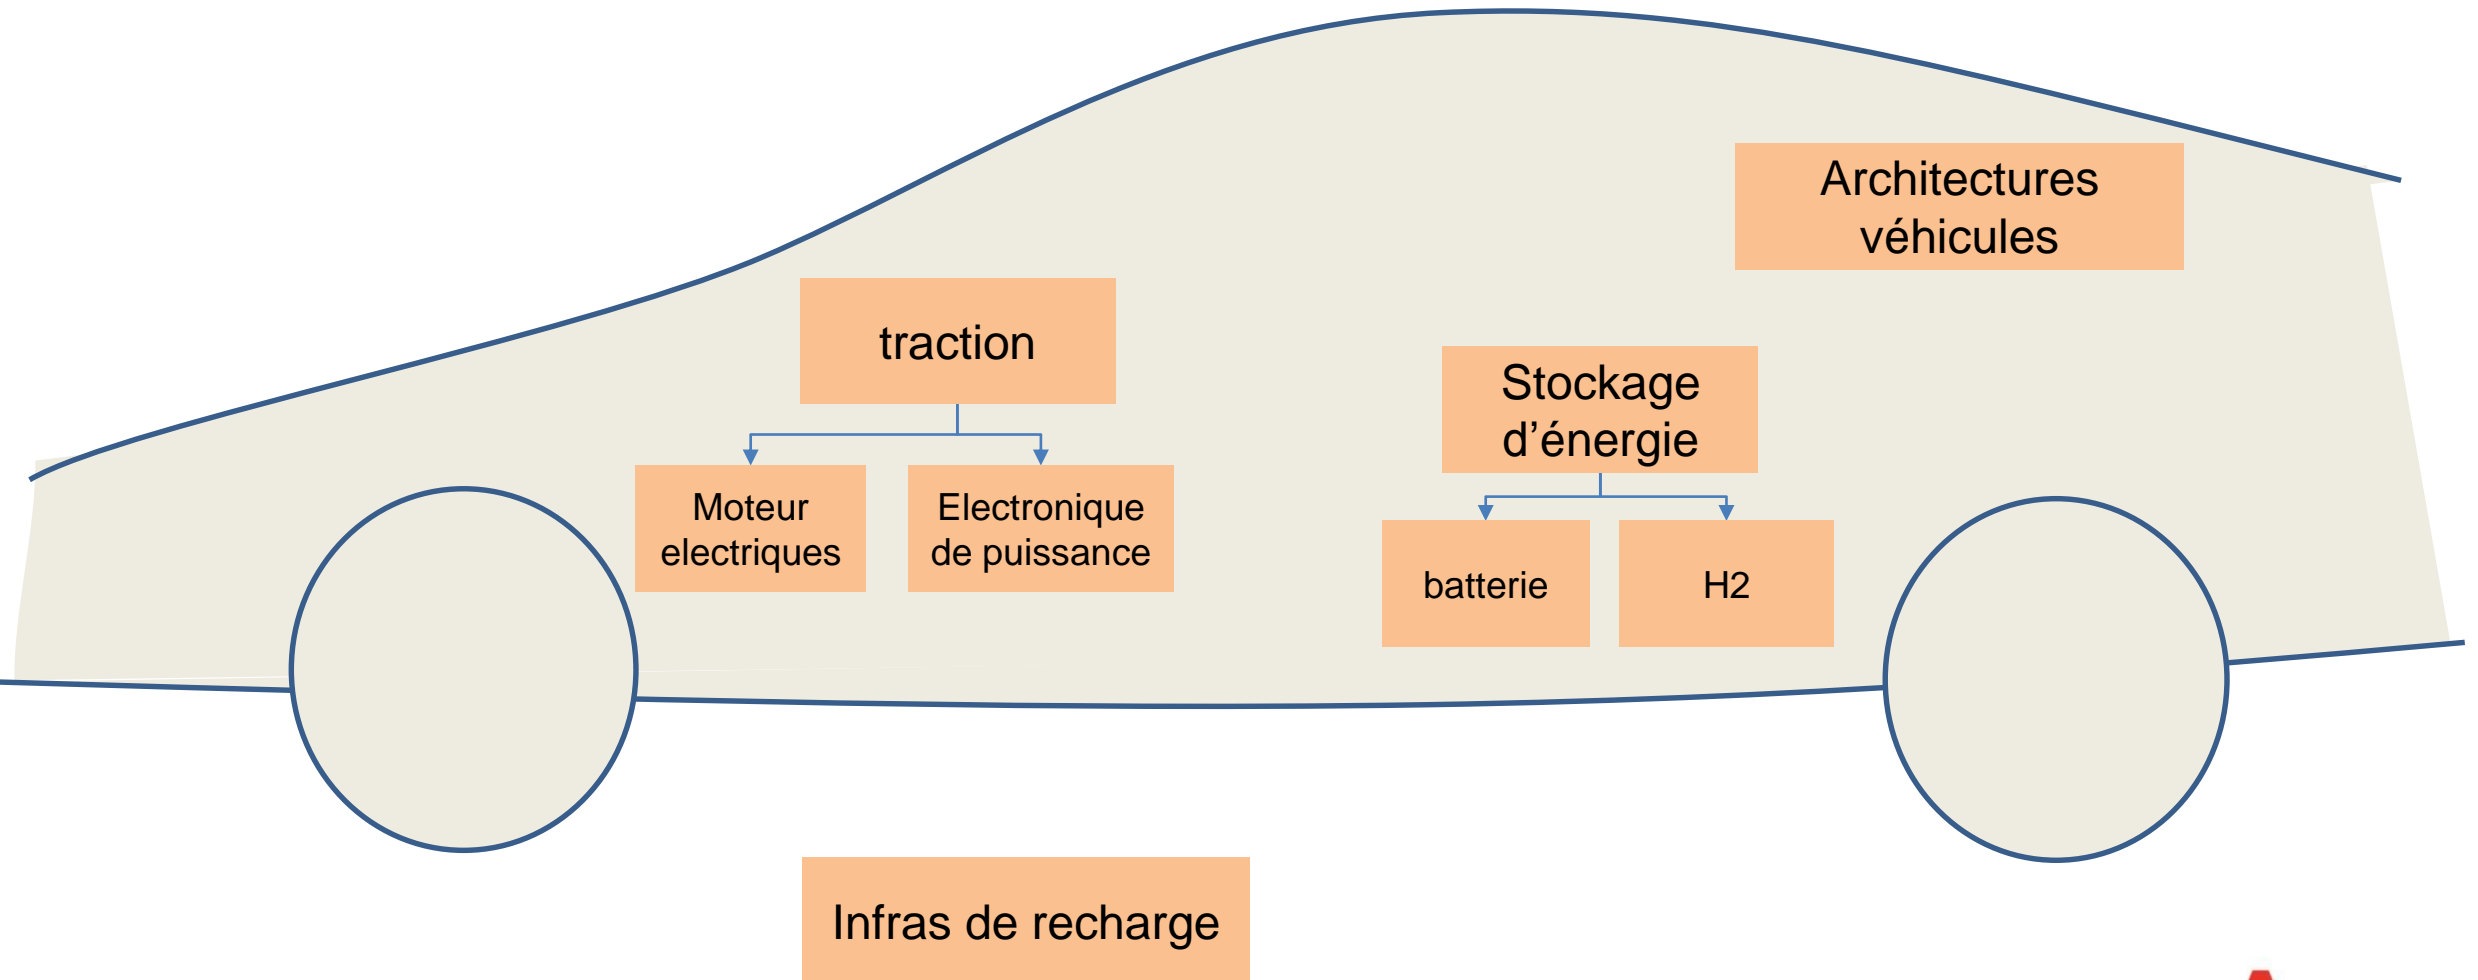 Architectures
véhicules
traction
Stockage
d’énergie
Moteur
electriques
Electronique
de puissance
batterie
H2
Infras de recharge